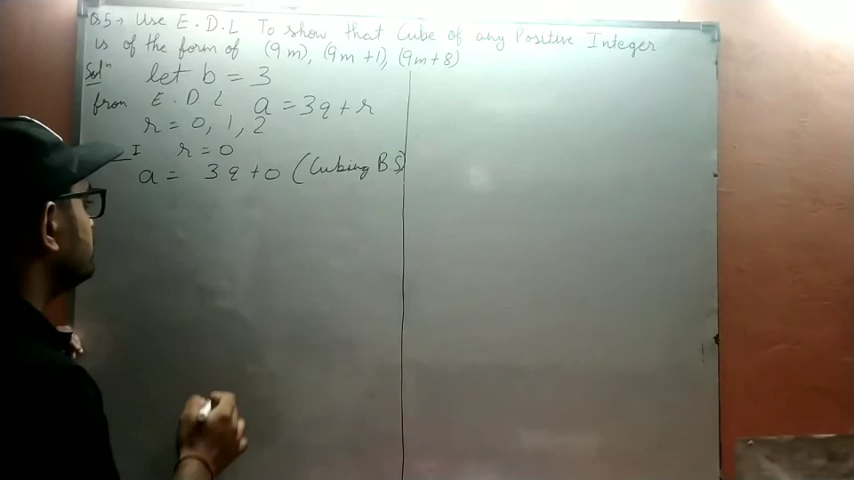 Q5→ Use E.D.L To show that Cube of any Positive Integer
is of the form of (9m), (9m+1), (9m+8)
Solⁿ let b = 3
from E.D.L a = 3q + r
r = 0, 1, 2
I r = 0
a = 3q + 0 (Cubing B.S)